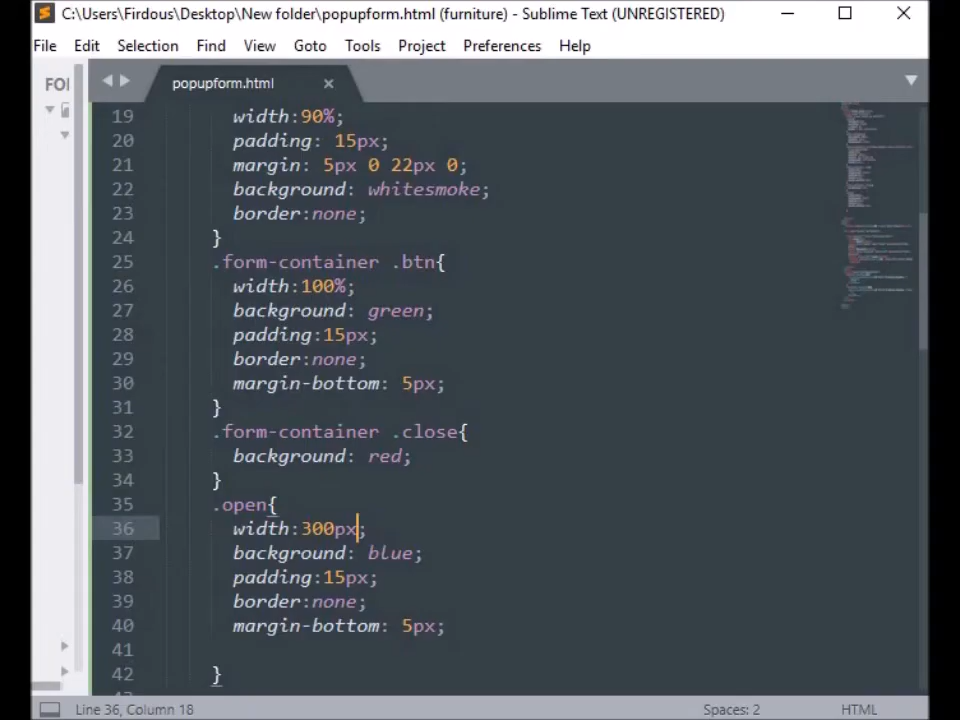 C:\Users\Firdous\Desktop\New folder\popupform.html (furniture) - Sublime Text (UNREGISTERED)
File Edit Selection Find View Goto Tools Project Preferences Help
popupform.html
19 width:90%;
20 padding: 15px;
21 margin: 5px 0 22px 0;
22 background: whitesmoke;
23 border:none;
24 }
25 .form-container .btn{
26 width:100%;
27 background: green;
28 padding:15px;
29 border:none;
30 margin-bottom: 5px;
31 }
32 .form-container .close{
33 background: red;
34 }
35 .open{
36 width:300px;
37 background: blue;
38 padding:15px;
39 border:none;
40 margin-bottom: 5px;
41
42 }
Line 36, Column 18 Spaces: 2 HTML